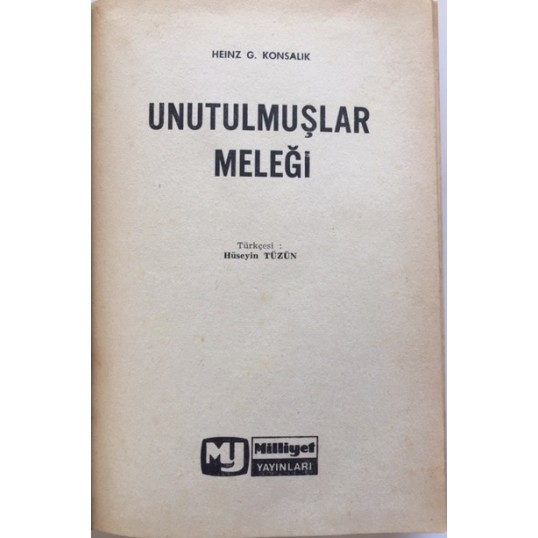 HEINZ G. KONSALIK
UNUTULMUŞLAR
MELEĞİ
Türkçesi :
Hüseyin TÜZÜN
MY Milliyet
YAYINLARI